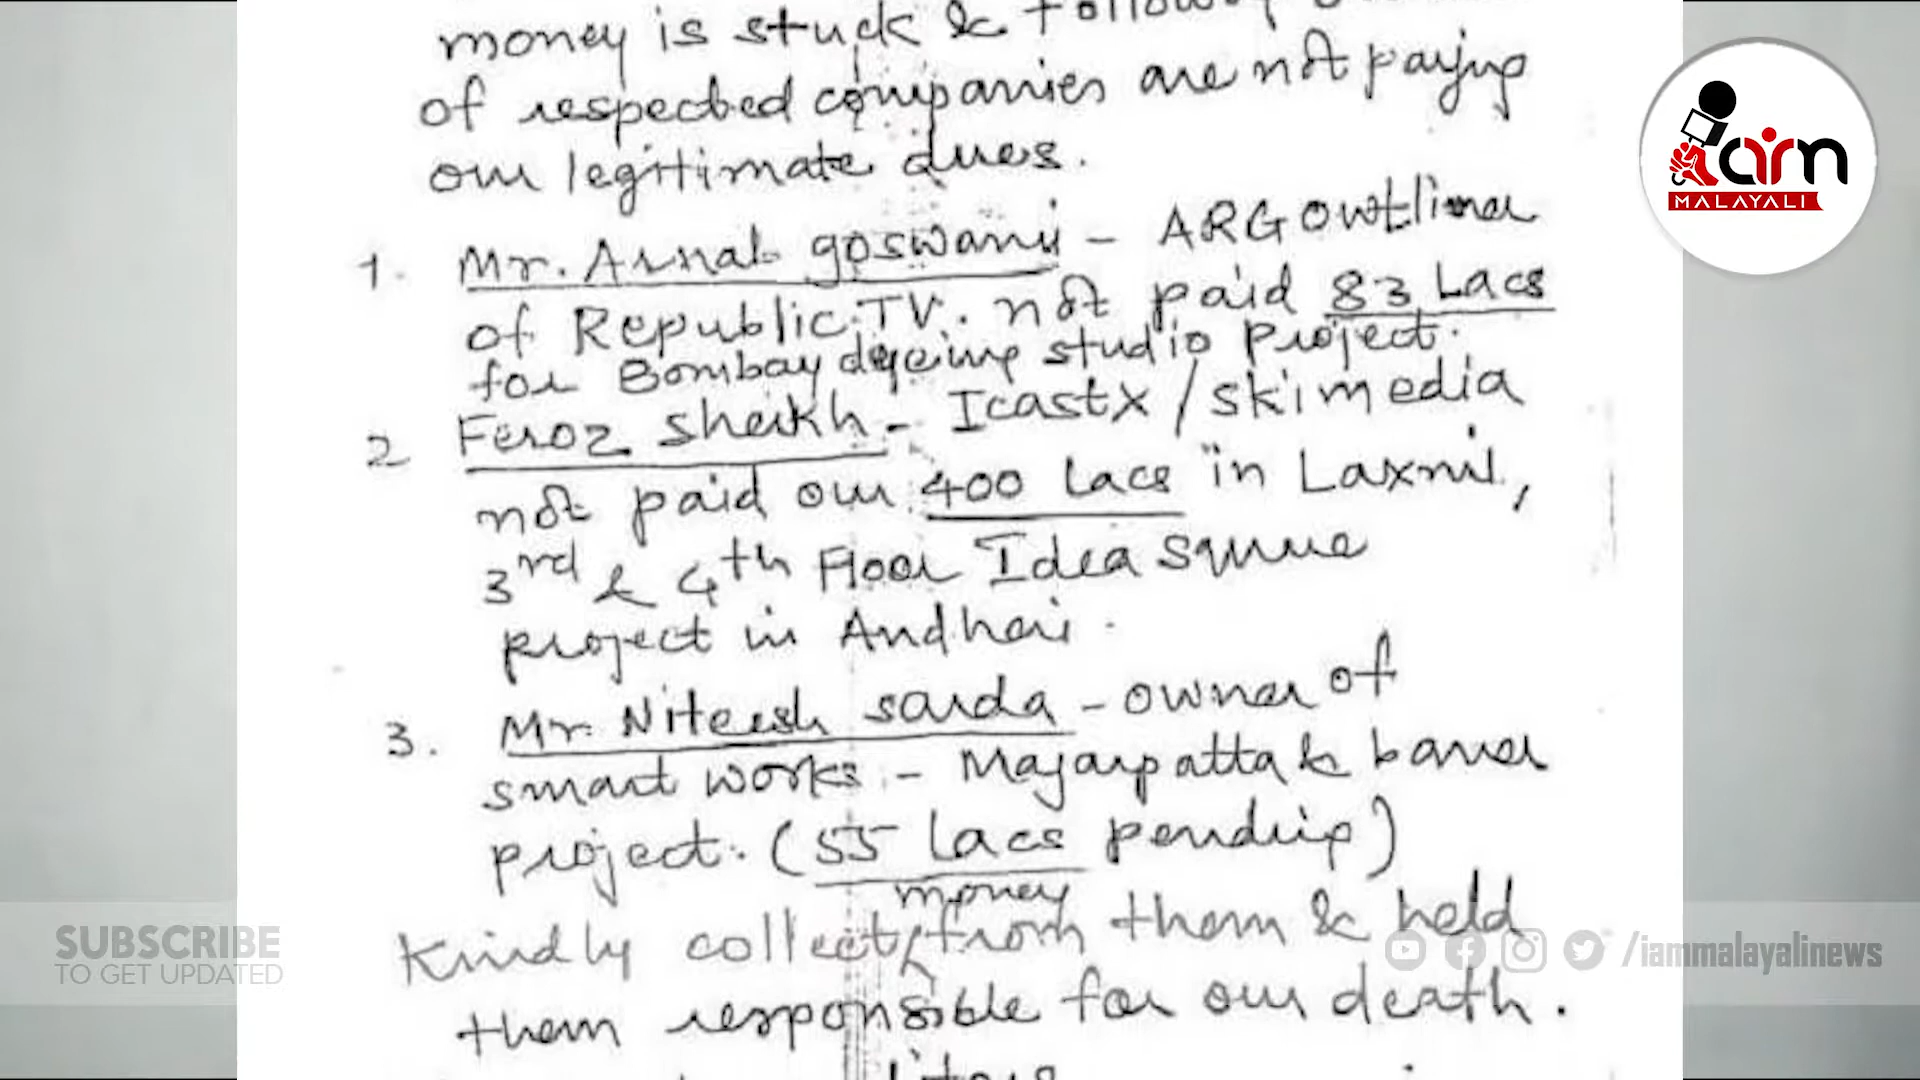 money is stuck & 
of respected companies are not paying
our legitimate dues.
1. Mr. Arnab goswami - ARG Outlier
of Republic TV. not paid 83 Lacs
for Bombay dyeing studio project.
2 Feroz Sheikh - Icastx / skimedia
not paid our 400 Lacs in Laxmi,
3rd & 4th Floor Idea Square
project in Andheri.
3. Mr. Niteesh sarda - owner of
smart works - Magarpatta & baner
project. (55 lacs pending)
money
Kindly collect from them & held
them responsible for our death.
iam
MALAYALI
SUBSCRIBE
TO GET UPDATED
/iammalayalinews